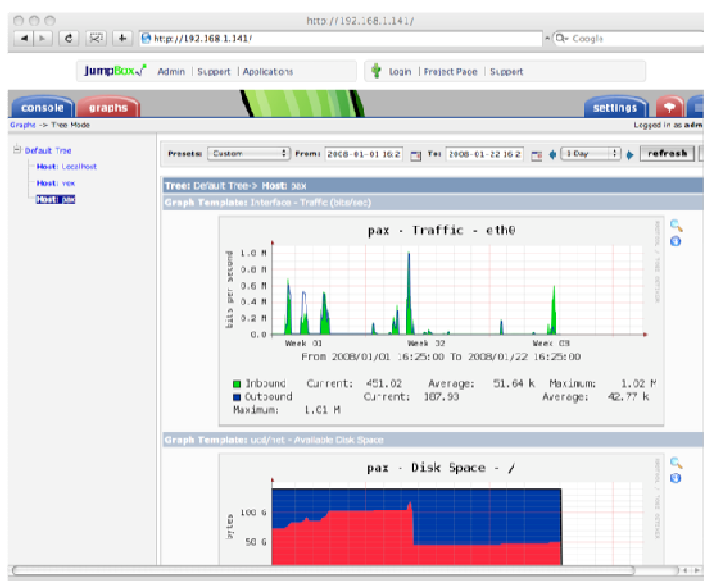 http://192.168.1.141/
http://192.168.1.141/
Google
JumpBox Admin | Support | Applications
Login | Project Page | Support
console graphs settings
Graphs -> Tree Mode
Logged in as adm
Default Tree
Host: Localhost
Host: vox
Host: pax
Presets: Custom From: 2008-01-01 16:2 To: 2008-01-22 16:2 1 Day refresh
Tree: Default Tree-> Host: pax
Graph Template: Interface - Traffic (bits/sec)
pax - Traffic - eth0
bits per second
1.0 M
0.8 M
0.6 M
0.4 M
0.2 M
0.0
Week 01 Week 02 Week 03
From 2008/01/01 16:25:00 To 2008/01/22 16:25:00
Inbound Current: 451.02 Average: 51.64 k Maximum: 1.02 M
Outbound Current: Average: 42.77 k
Maximum: 1.01 M
Graph Template: ucd/net - Available Disk Space
pax - Disk Space - /
bytes
100 G
50 G